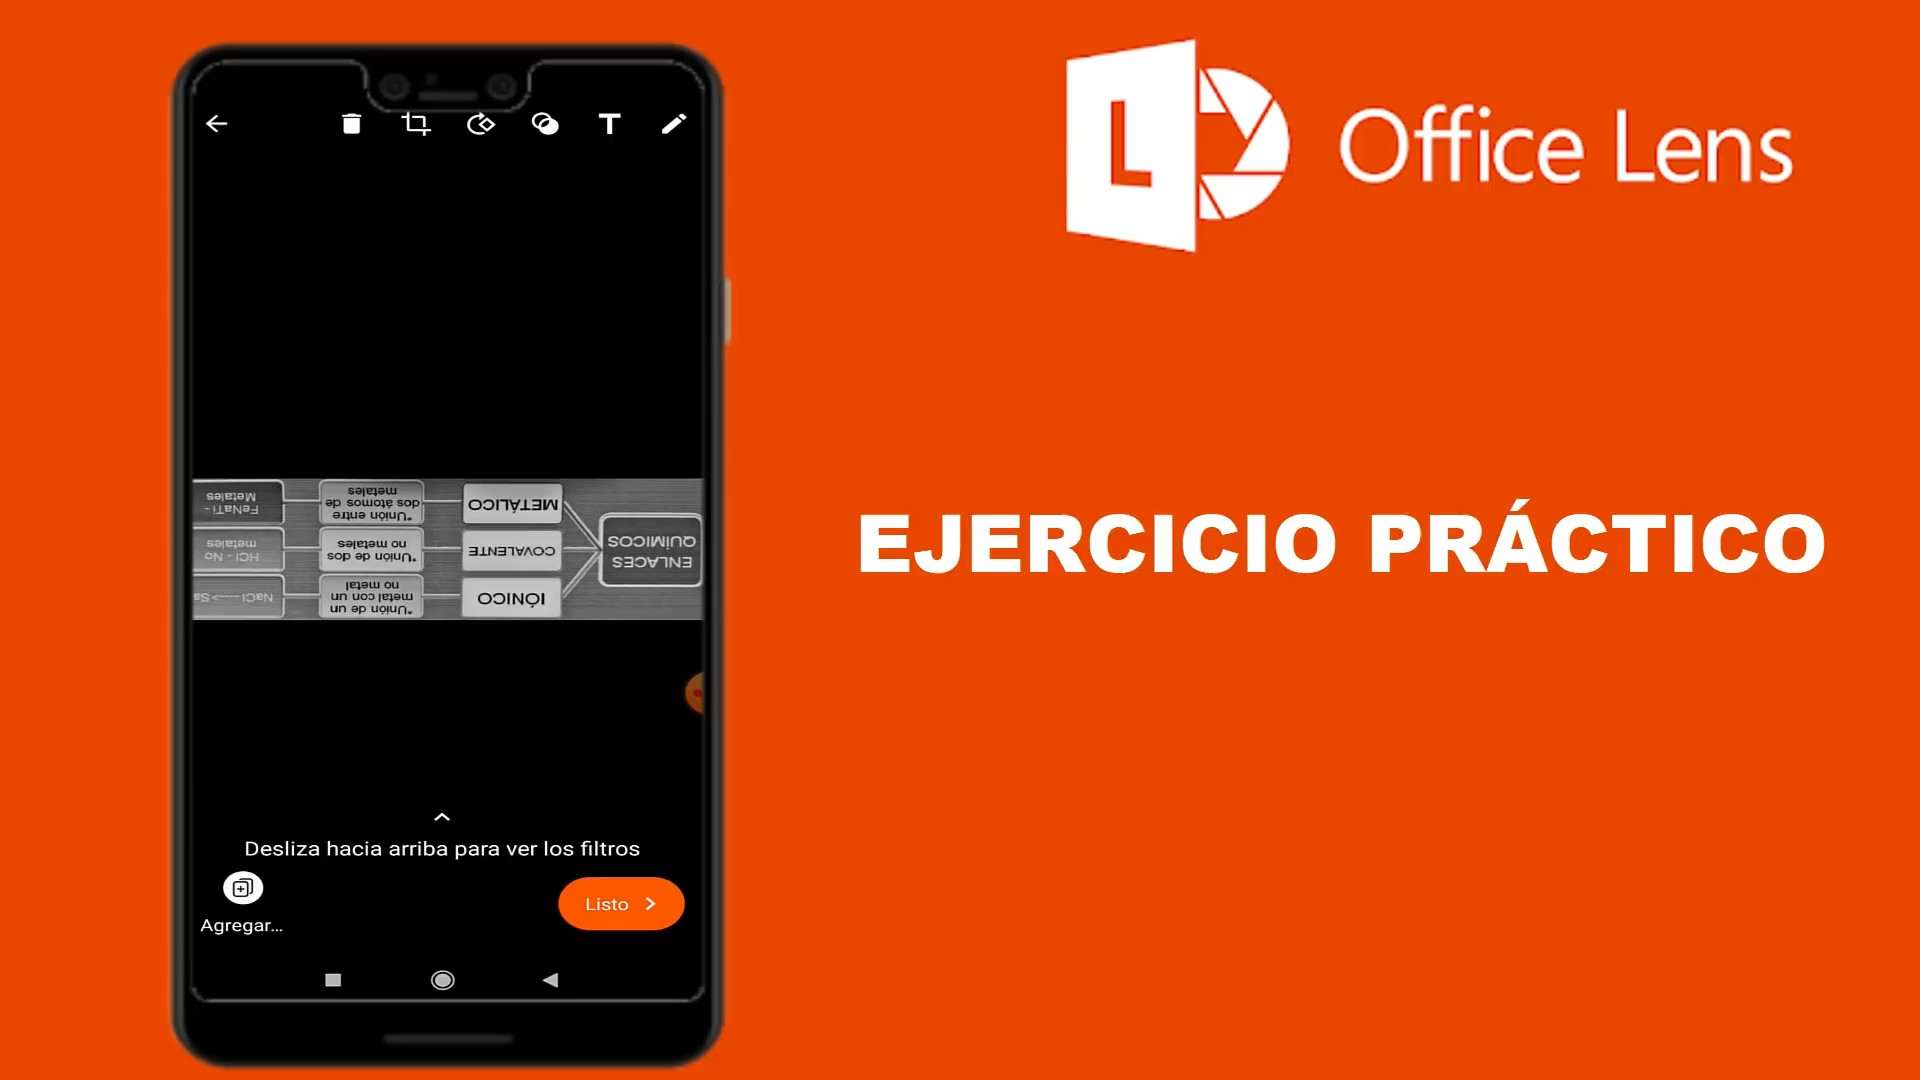 Office Lens
EJERCICIO PRÁCTICO
ENLACES
QUÍMICOS
IÓNICO
*Unión de un
metal con un
no metal
NaCl ---->Sa
COVALENTE
*Unión de dos
no metales
HCl - No
metales
METÁLICO
*Unión entre
dos átomos de
metales
FeNaTi -
Metales
Desliza hacia arriba para ver los filtros
Agregar...
Listo